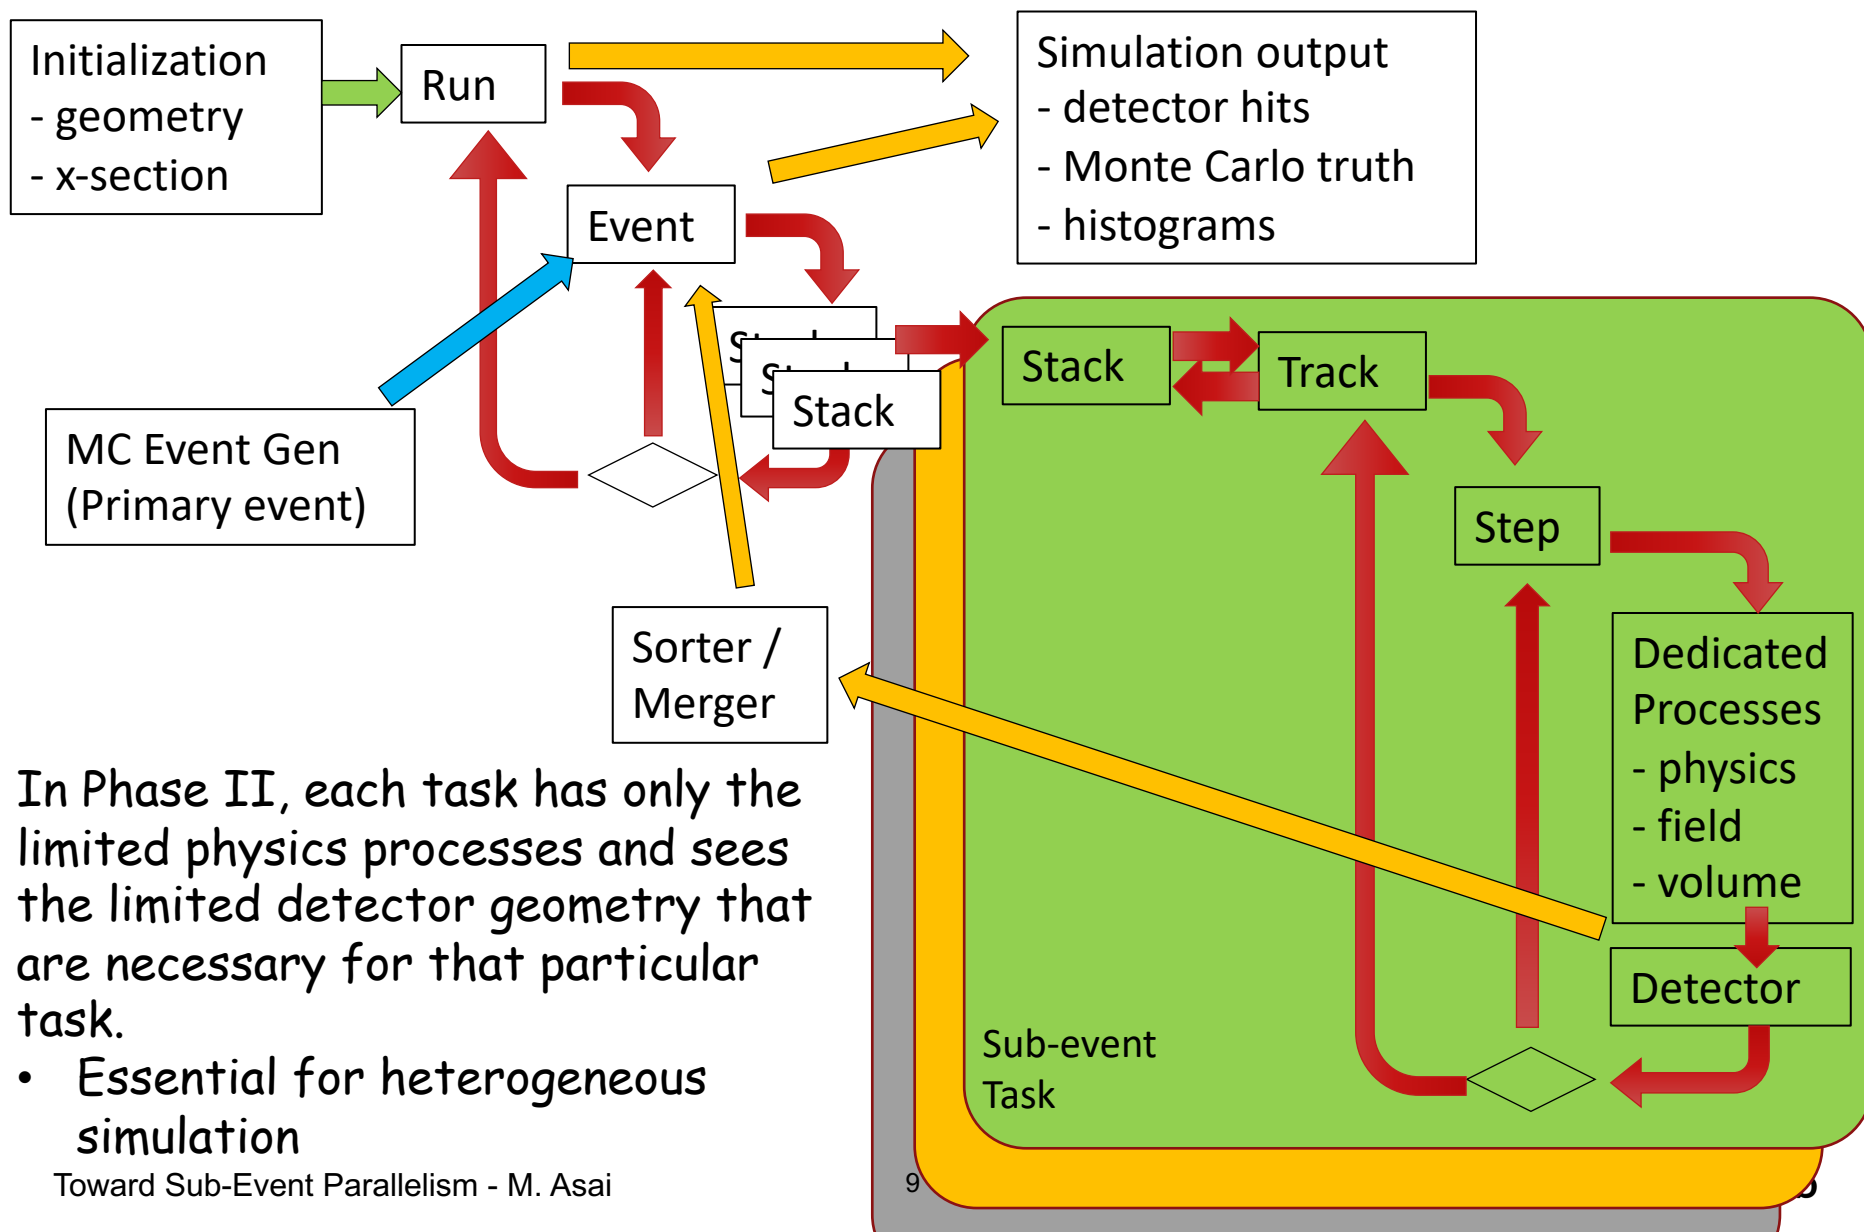 Initialization
- geometry
- x-section
Run
Simulation output
- detector hits
- Monte Carlo truth
- histograms
Event
MC Event Gen
(Primary event)
Stack
Stack
Track
Step
Sorter /
Merger
Dedicated
Processes
- physics
- field
- volume
Detector
Sub-event
Task
In Phase II, each task has only the
limited physics processes and sees
the limited detector geometry that
are necessary for that particular
task.
• Essential for heterogeneous
simulation
Toward Sub-Event Parallelism - M. Asai
9